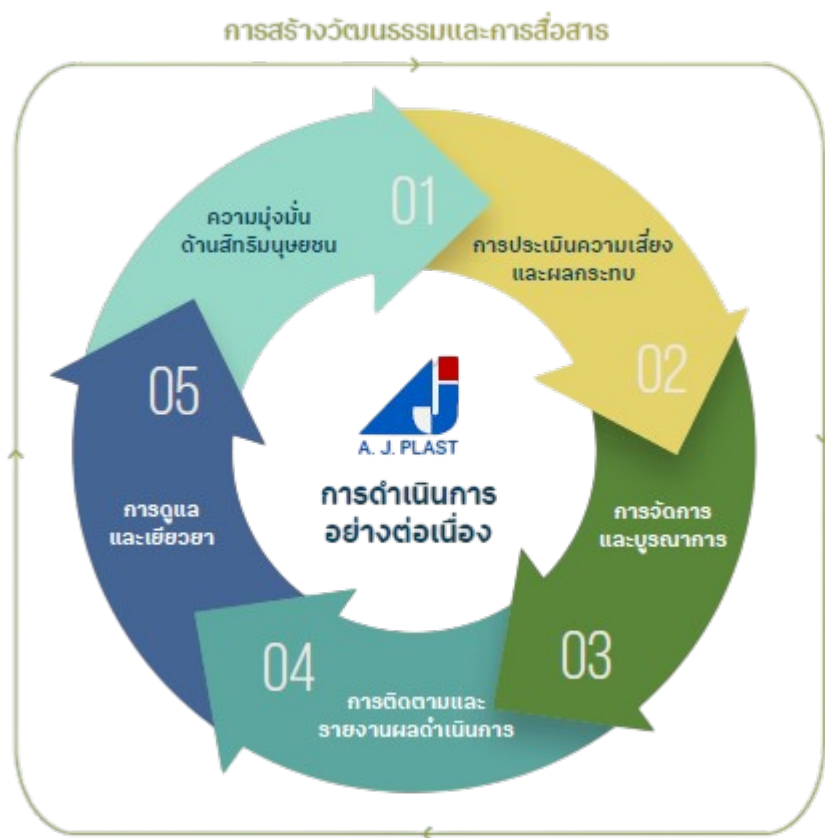 การสร้างวัฒนธรรมและการสื่อสาร
01
ความมุ่งมั่น
ด้านสิทธิมนุษยชน
การประเมินความเสี่ยง
และผลกระทบ
02
การจัดการ
และบูรณาการ
03
04
การติดตามและ
รายงานผลดำเนินการ
05
การดูแล
และเยียวยา
A. J. PLAST
การดำเนินการ
อย่างต่อเนื่อง